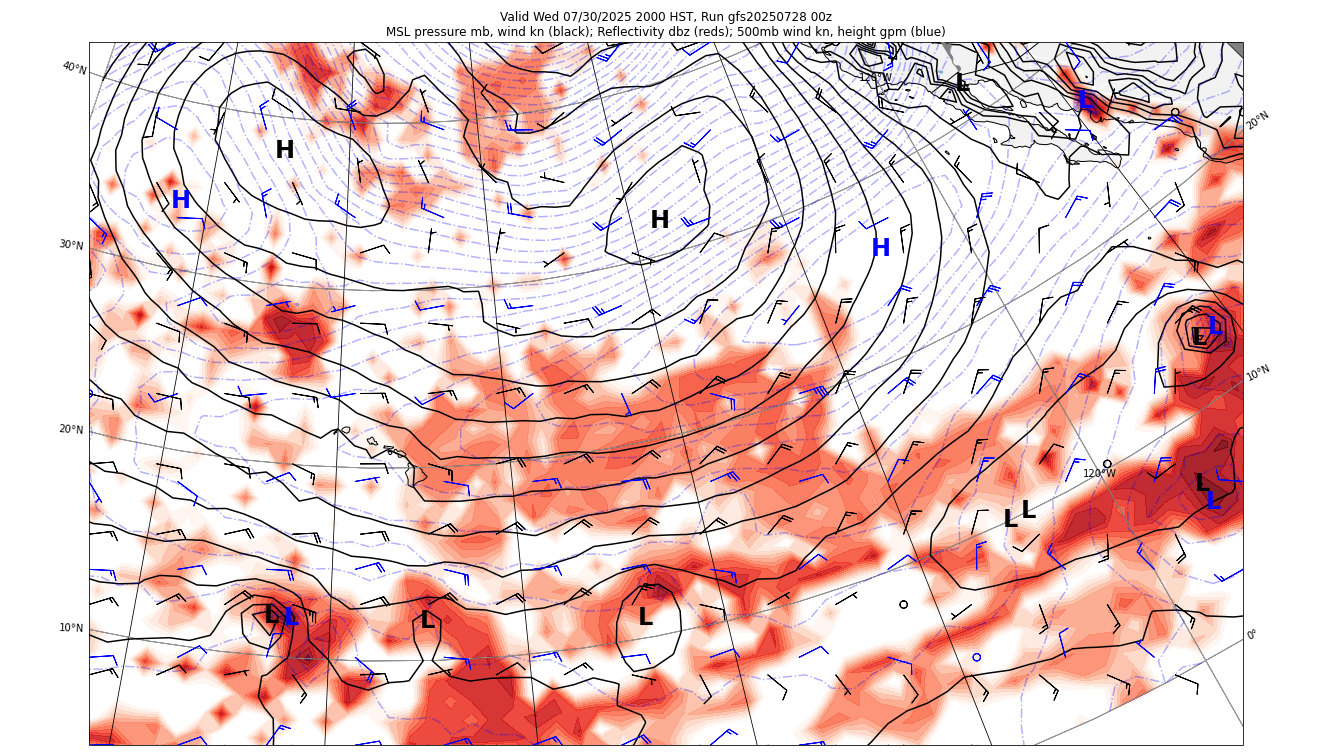 Valid Wed 07/30/2025 2000 HST, Run gfs20250728 00z
MSL pressure mb, wind kn (black); Reflectivity dbz (reds); 500mb wind kn, height gpm (blue)
40°N
120°W
L
L
20°N
H
H
H
H
30°N
L
L
10°N
20°N
120°W
L
L
L
L
10°N
L
L
L
L
0°